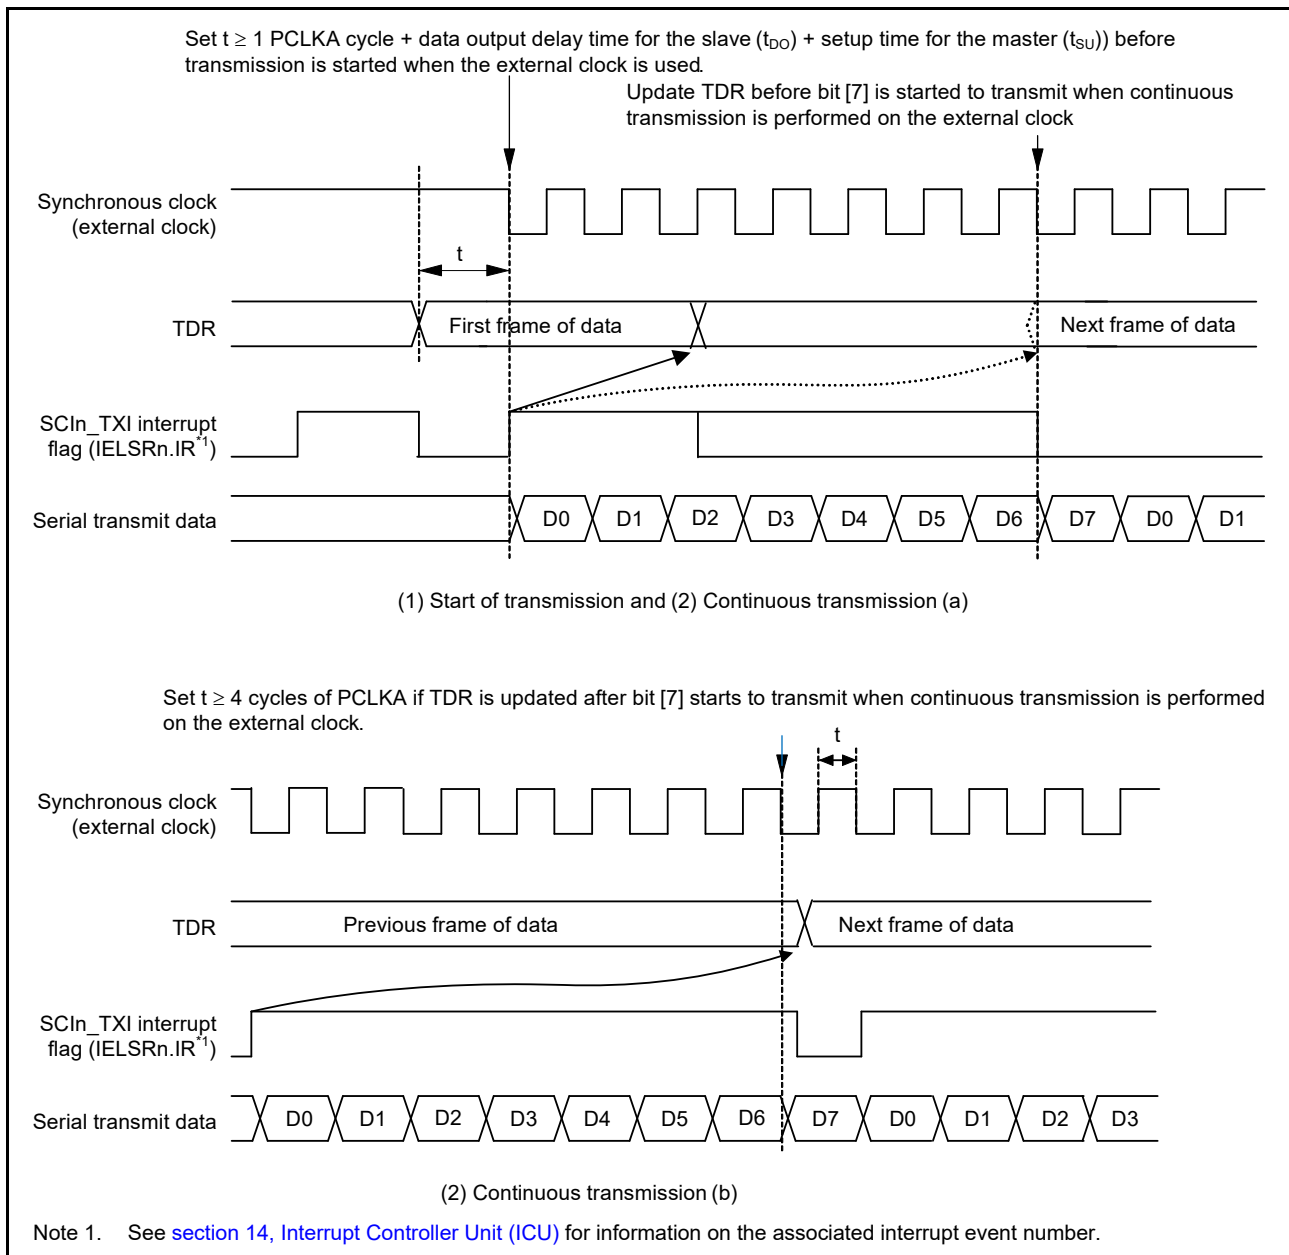 Set t ≥ 1 PCLKA cycle + data output delay time for the slave (tDO) + setup time for the master (tSU)) before
transmission is started when the external clock is used.
Update TDR before bit [7] is started to transmit when continuous
transmission is performed on the external clock
Synchronous clock
(external clock)
t
TDR
First frame of data
Next frame of data
SCIn_TXI interrupt
flag (IELSRn.IR*1)
Serial transmit data
D0 D1 D2 D3 D4 D5 D6 D7 D0 D1
(1) Start of transmission and (2) Continuous transmission (a)
Set t ≥ 4 cycles of PCLKA if TDR is updated after bit [7] starts to transmit when continuous transmission is performed
on the external clock.
t
Synchronous clock
(external clock)
TDR
Previous frame of data
Next frame of data
SCIn_TXI interrupt
flag (IELSRn.IR*1)
Serial transmit data
D0 D1 D2 D3 D4 D5 D6 D7 D0 D1 D2 D3
(2) Continuous transmission (b)
Note 1. See section 14, Interrupt Controller Unit (ICU) for information on the associated interrupt event number.